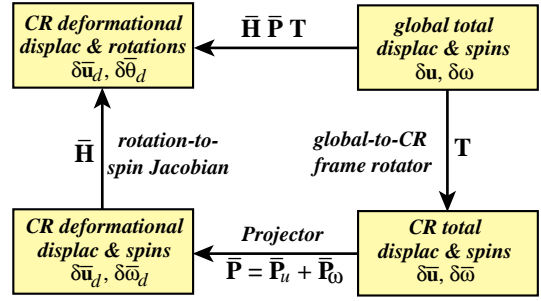 CR deformational
displac & rotations
δū_d, δθ̄_d
H̄ P̄ T
global total
displac & spins
δu, δω
H̄
rotation-to-
spin Jacobian
global-to-CR
frame rotator
T
CR deformational
displac & spins
δū_d, δω̄_d
Projector
P̄ = P̄_u + P̄_ω
CR total
displac & spins
δū, δω̄